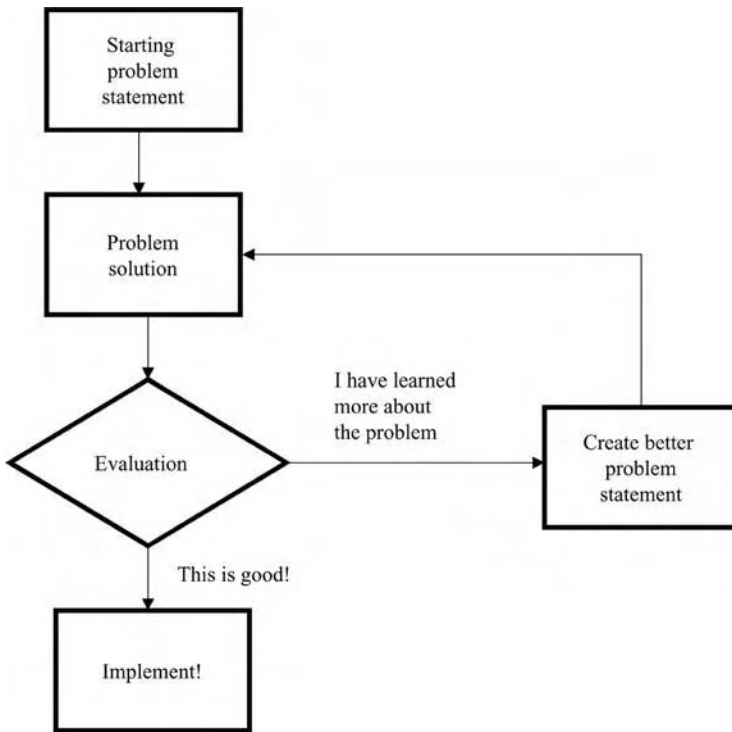 Starting
problem
statement
Problem
solution
I have learned
more about
the problem
Evaluation
Create better
problem
statement
This is good!
Implement!